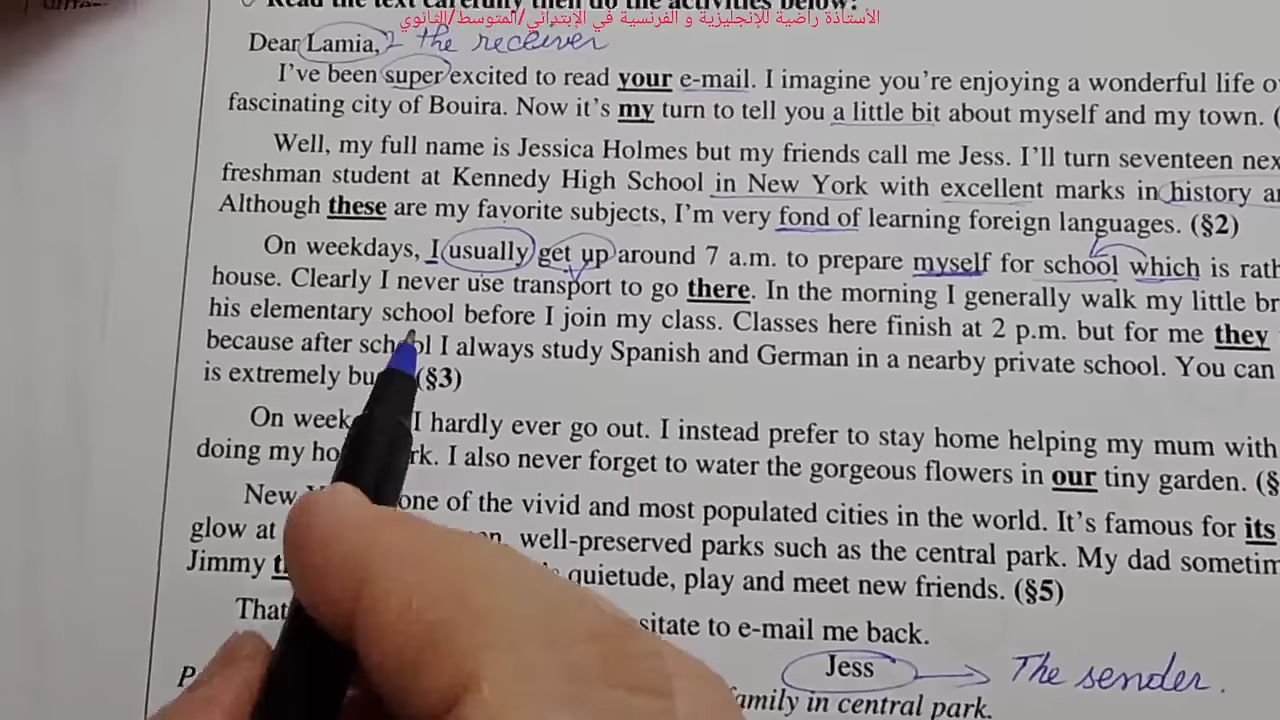 Read the text carefully then do the activities below:
الأستاذة راضية للإنجليزية و الفرنسية في الإبتدائي/المتوسط/الثانوي
Dear Lamia, the receiver
I've been super excited to read your e-mail. I imagine you're enjoying a wonderful life
fascinating city of Bouira. Now it's my turn to tell you a little bit about myself and my town. (
Well, my full name is Jessica Holmes but my friends call me Jess. I'll turn seventeen
freshman student at Kennedy High School in New York with excellent marks in history
Although these are my favorite subjects, I'm very fond of learning foreign languages. (§2)
On weekdays, I usually get up around 7 a.m. to prepare myself for school which is
house. Clearly I never use transport to go there. In the morning I generally walk my little
his elementary school before I join my class. Classes here finish at 2 p.m. but for me they
because after school I always study Spanish and German in a nearby private school. You can
is extremely (§3)
On I hardly ever go out. I instead prefer to stay home helping my mum with
doing my I also never forget to water the gorgeous flowers in our tiny garden. (§
New one of the vivid and most populated cities in the world. It's famous for its
glow at well-preserved parks such as the central park. My dad
Jimmy quietude, play and meet new friends. (§5)
to e-mail me back.
Jess The sender.
in central park.